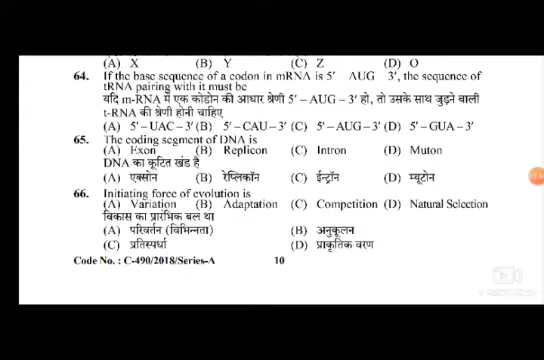 (A) X (B) Y (C) Z (D) O
64. If the base sequence of a codon in mRNA is 5' AUG 3', the sequence of
tRNA pairing with it must be
यदि m-RNA में एक कोडोन की आधार श्रेणी 5' – AUG – 3' हो, तो उसके साथ जुड़ने वाली
t-RNA की श्रेणी होनी चाहिए
(A) 5' – UAC – 3' (B) 5' – CAU – 3' (C) 5' – AUG – 3' (D) 5' – GUA – 3'
65. The coding segment of DNA is
(A) Exon (B) Replicon (C) Intron (D) Muton
DNA का कूटित खंड है
(A) एक्सोन (B) रेप्लिकॉन (C) ईन्ट्रॉन (D) म्यूटोन
66. Initiating force of evolution is
(A) Variation (B) Adaptation (C) Competition (D) Natural Selection
विकास का प्रारंभिक बल था
(A) परिवर्तन (विभिन्नता) (B) अनुकूलन
(C) प्रतिस्पर्धा (D) प्राकृतिक वरण
Code No. : C-490/2018/Series-A 10